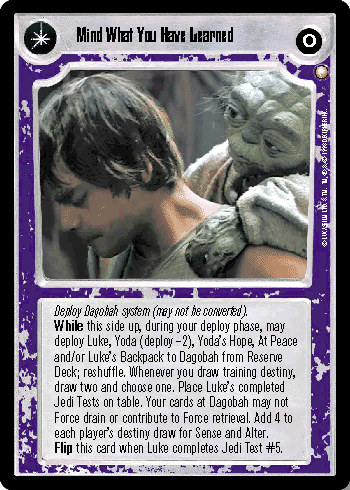 Mind What You Have Learned
O
Deploy Dagobah system (may not be converted).
While this side up, during your deploy phase, may
deploy Luke, Yoda (deploy –2), Yoda's Hope, At Peace
and/or Luke's Backpack to Dagobah from Reserve
Deck; reshuffle. Whenever you draw training destiny,
draw two and choose one. Place Luke's completed
Jedi Tests on table. Your cards at Dagobah may not
Force drain or contribute to Force retrieval. Add 4 to
each player's destiny draw for Sense and Alter.
Flip this card when Luke completes Jedi Test #5.